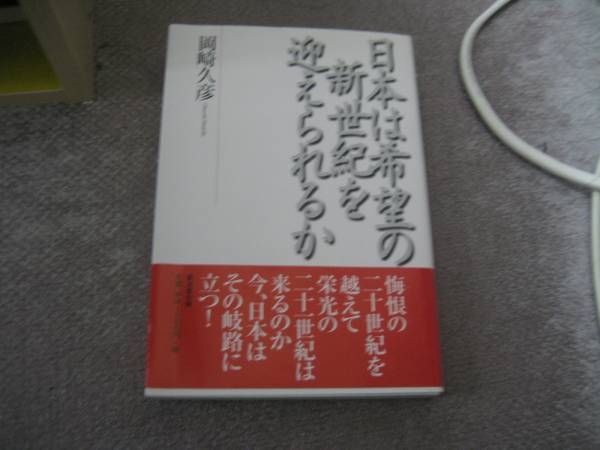 日本は希望の
新世紀を
迎えられるか
岡崎久彦
悔恨の
二十世紀を
越えて
栄光の
二十一世紀は
来るのか
今、日本は
その岐路に
立つ!